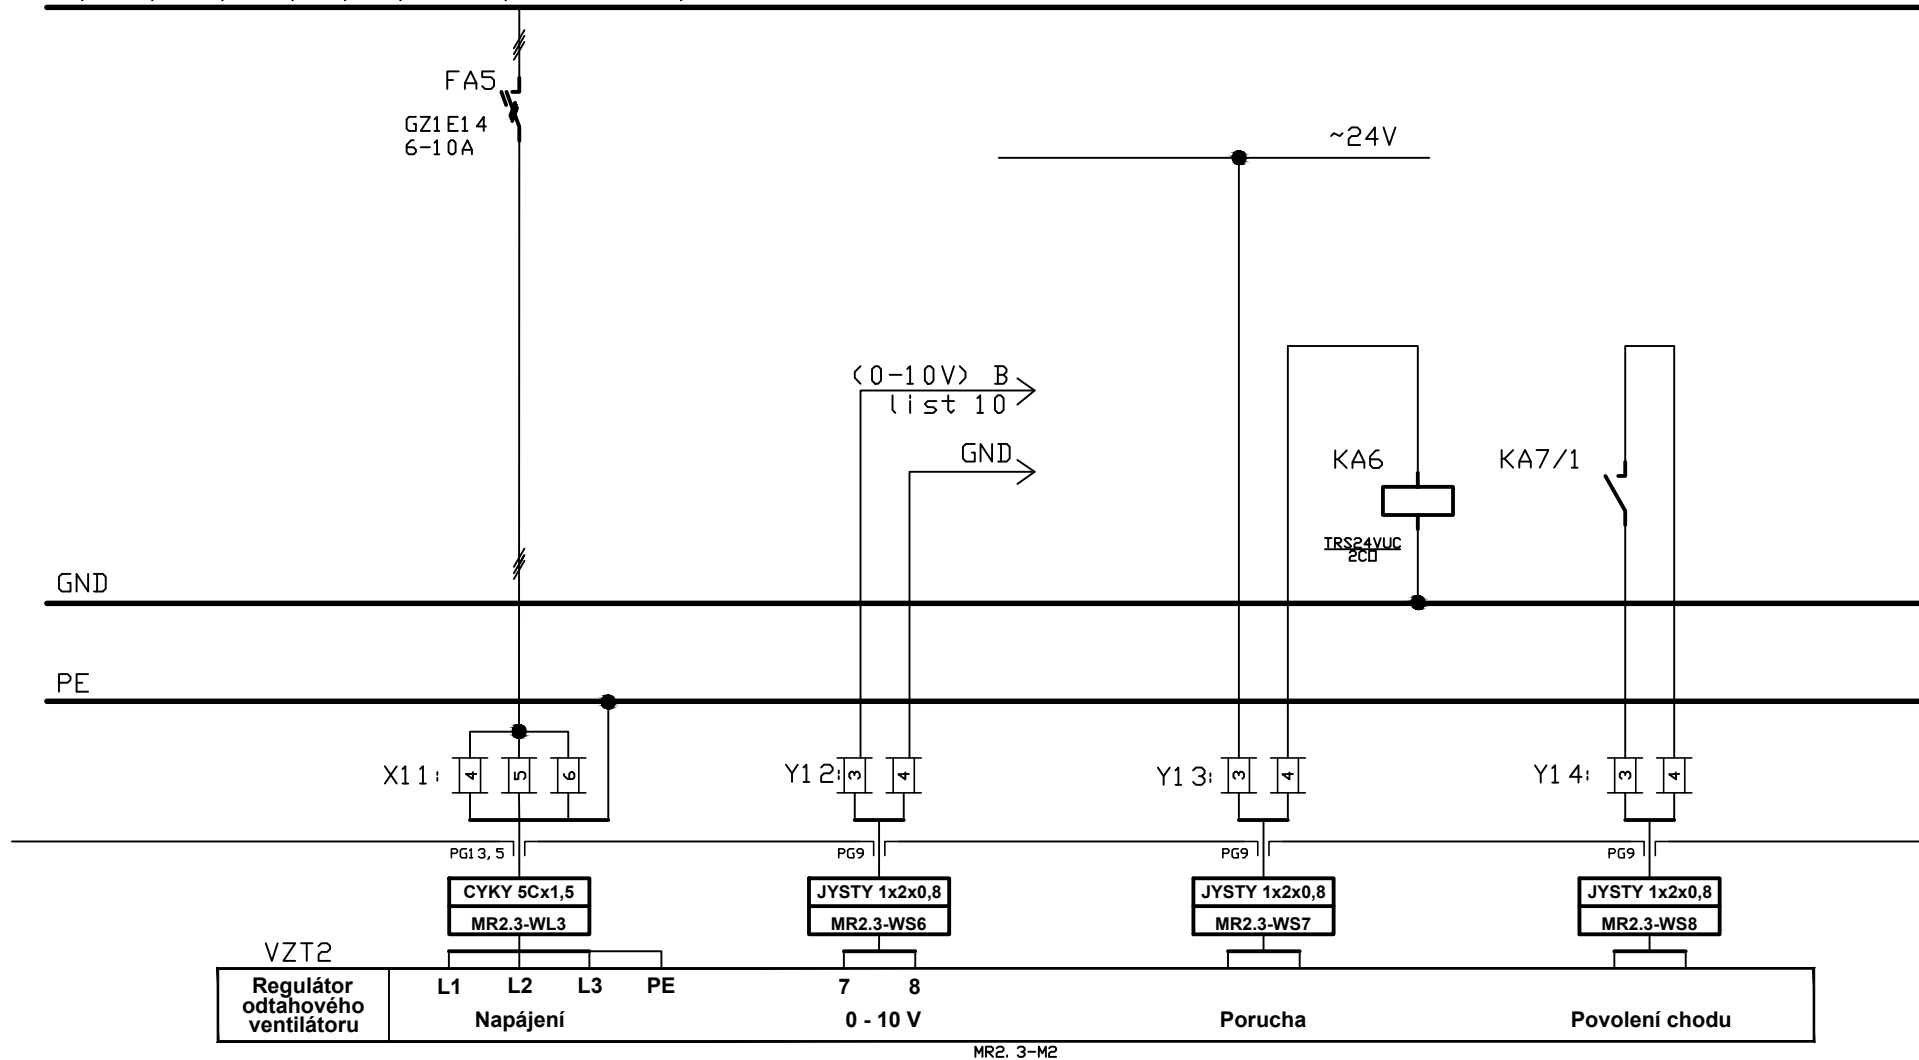 FA5
GZ1E14
6-10A
~24V
(0-10V) B
list 10
GND
KA6
KA7/1
TRS24VUC
2CO
GND
PE
X11: 4 5 6
Y12: 3 4
Y13: 3 4
Y14: 3 4
PG13,5
PG9
PG9
PG9
CYKY 5Cx1,5
MR2.3-WL3
JYSTY 1x2x0,8
MR2.3-WS6
JYSTY 1x2x0,8
MR2.3-WS7
JYSTY 1x2x0,8
MR2.3-WS8
VZT2
Regulátor
odtahového
ventilátoru
L1 L2 L3 PE
Napájení
7 8
0 - 10 V
Porucha
Povolení chodu
MR2.3-M2